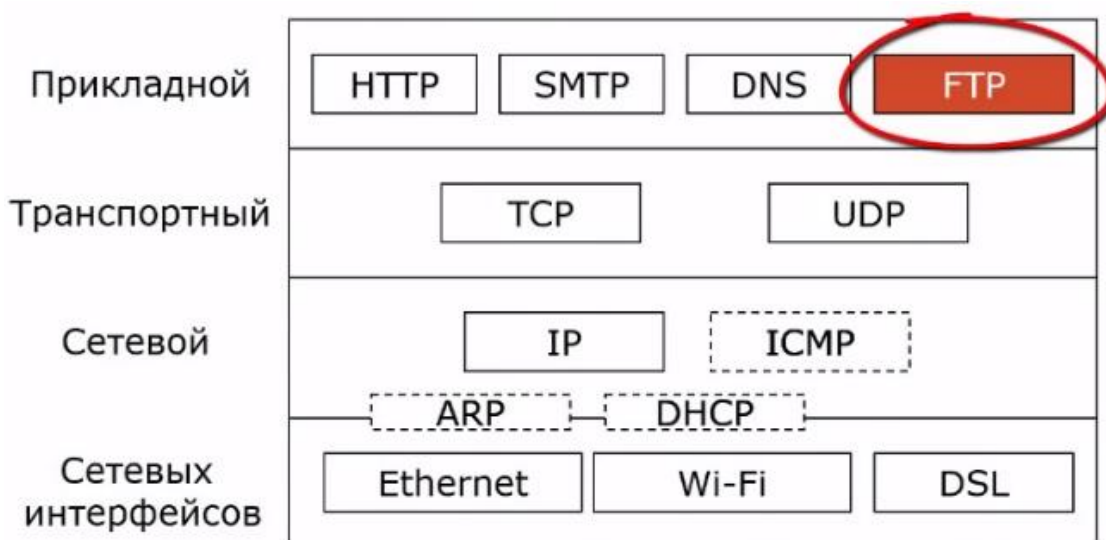 Прикладной
HTTP SMTP DNS FTP
Транспортный
TCP UDP
Сетевой
IP ICMP
ARP DHCP
Сетевых
интерфейсов
Ethernet Wi-Fi DSL